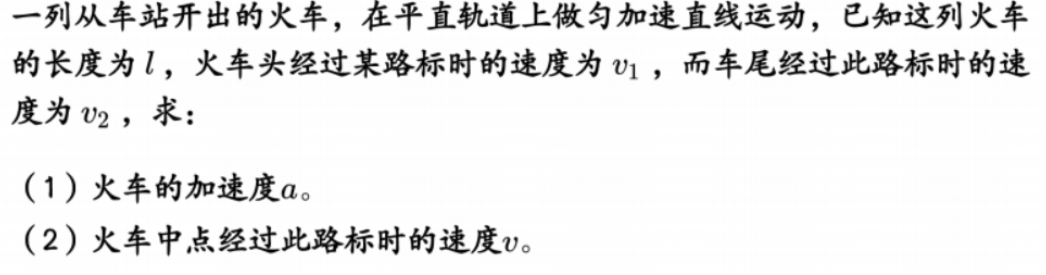 一列从车站开出的火车，在平直轨道上做匀加速直线运动，已知这列火车
的长度为 l ，火车头经过某路标时的速度为 v₁ ，而车尾经过此路标时的速
度为 v₂ ，求：
（1）火车的加速度a。
（2）火车中点经过此路标时的速度v。